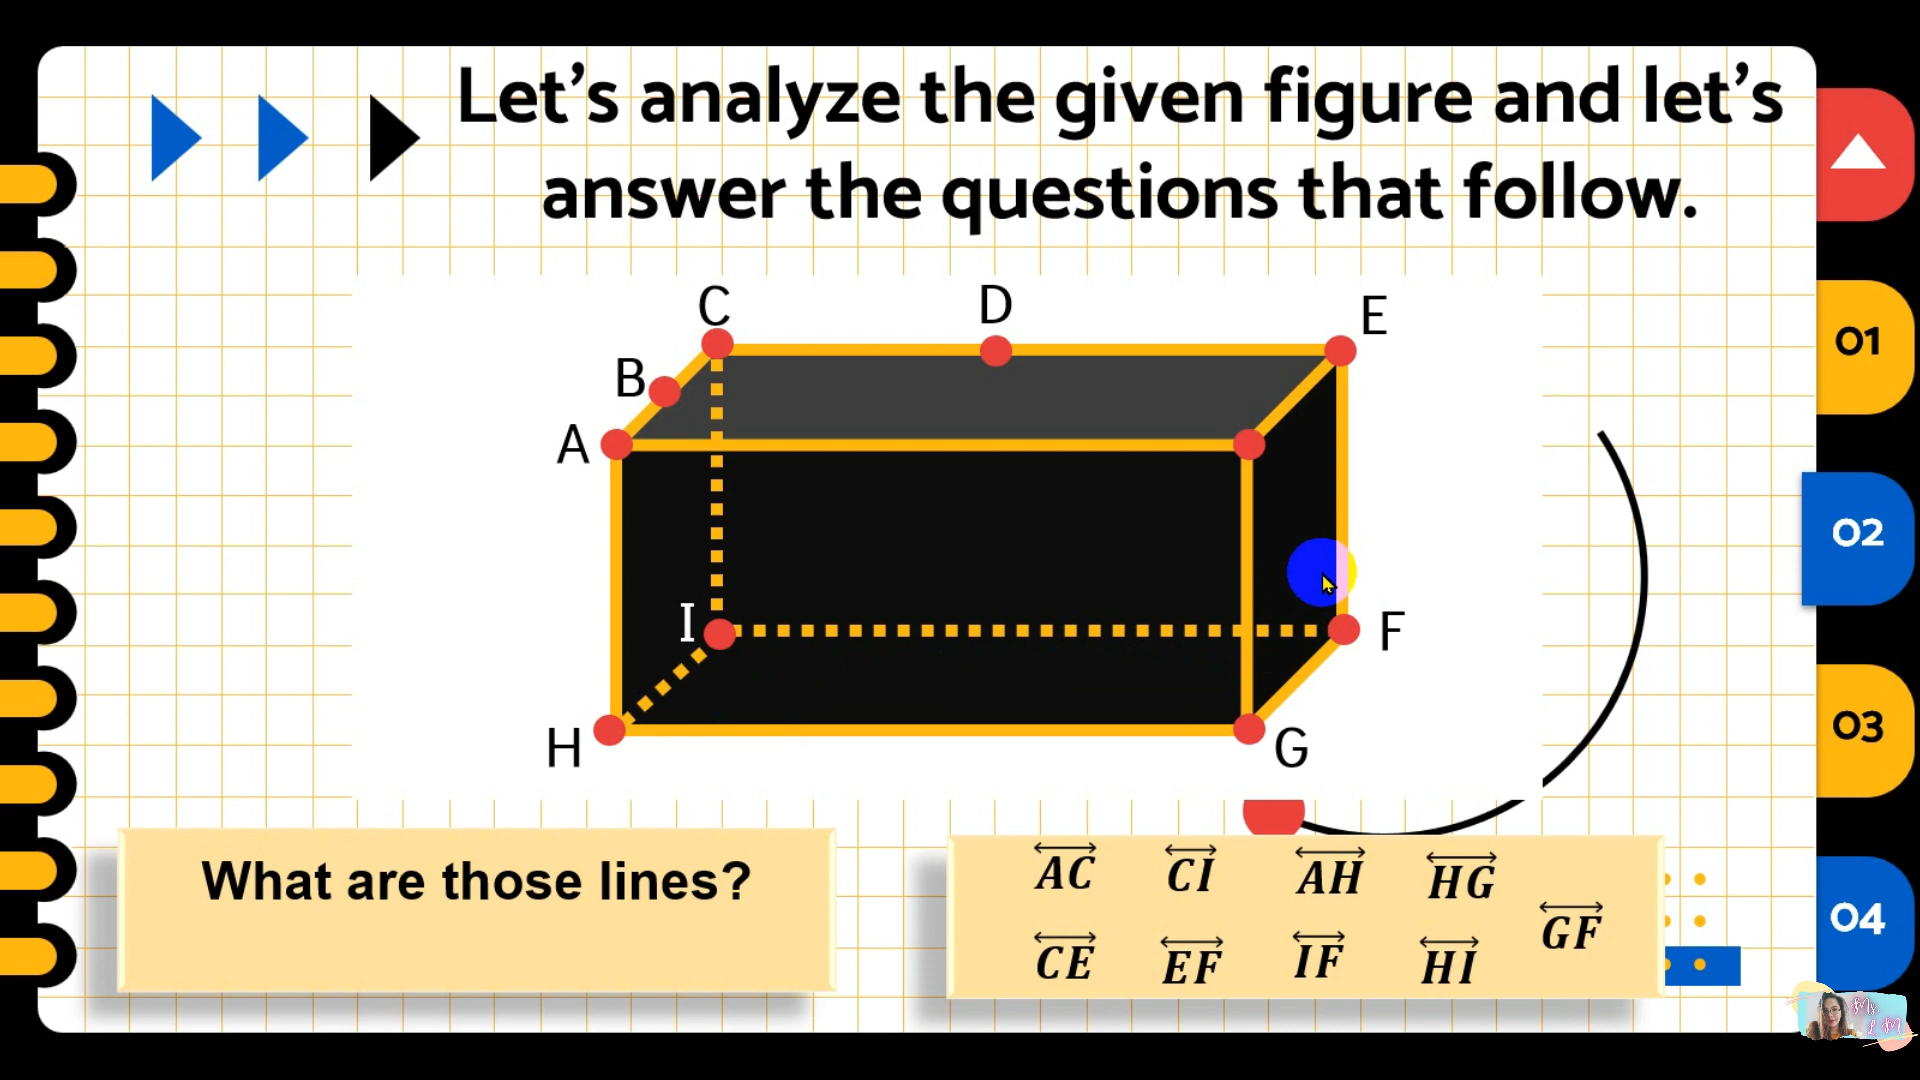 Let's analyze the given figure and let's
answer the questions that follow.
C
D
E
B
A
I
F
H
G
01
02
03
04
What are those lines?
AC CI AH HG
GF
CE EF IF HI
Ms
L M